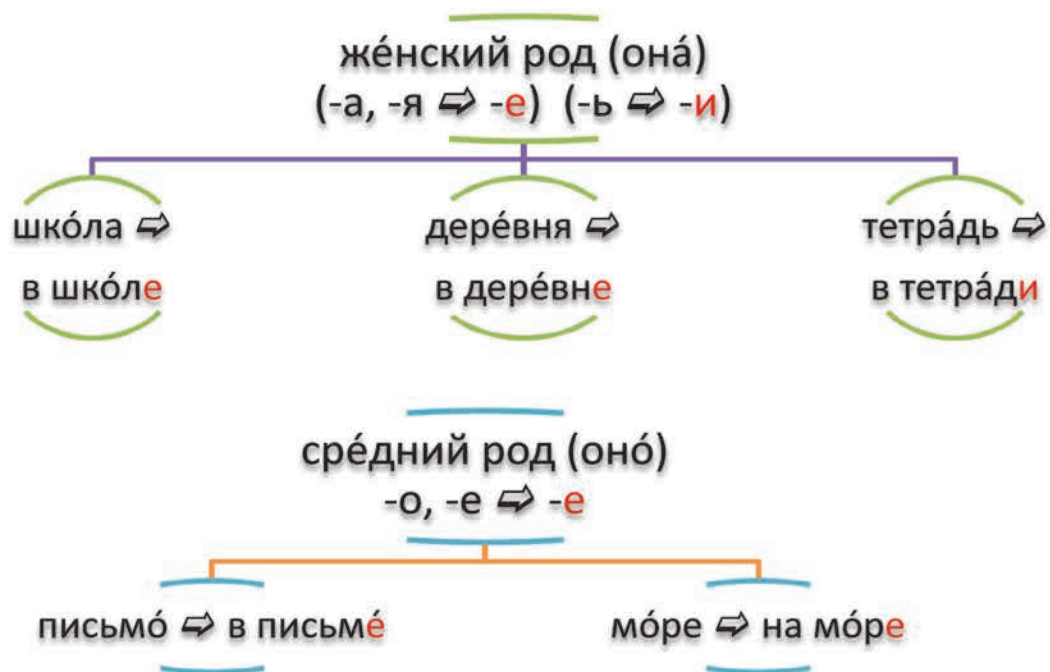 же́нский род (она́)
(-а, -я ⇨ -е) (-ь ⇨ -и)
шко́ла ⇨
в шко́ле
дере́вня ⇨
в дере́вне
тетра́дь ⇨
в тетра́ди
сре́дний род (оно́)
-о, -е ⇨ -е
письмо́ ⇨ в письме́
мо́ре ⇨ на мо́ре